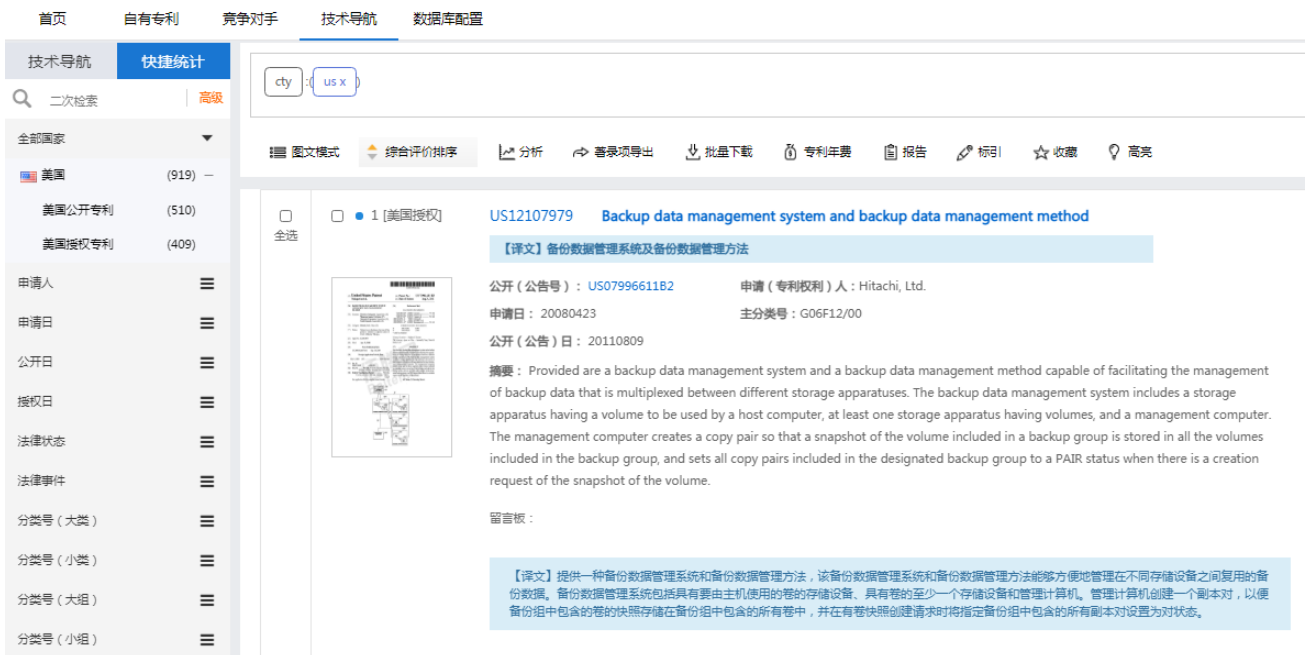 首页 自有专利 竞争对手 技术导航 数据库配置
技术导航 快捷统计
cty :( us x )
二次检索 高级
全部国家
图文模式 综合评价排序 分析 著录项导出 批量下载 专利年费 报告 标引 收藏 高亮
美国 (919)
美国公开专利 (510)
美国授权专利 (409)
申请人
申请日
公开日
授权日
法律状态
法律事件
分类号(大类)
分类号(小类)
分类号(大组)
分类号(小组)
全选
1 [美国授权] US12107979 Backup data management system and backup data management method
【译文】备份数据管理系统及备份数据管理方法
公开(公告号): US07996611B2 申请(专利权利)人:Hitachi, Ltd.
申请日: 20080423 主分类号:G06F12/00
公开(公告)日: 20110809
摘要: Provided are a backup data management system and a backup data management method capable of facilitating the management
of backup data that is multiplexed between different storage apparatuses. The backup data management system includes a storage
apparatus having a volume to be used by a host computer, at least one storage apparatus having volumes, and a management computer.
The management computer creates a copy pair so that a snapshot of the volume included in a backup group is stored in all the volumes
included in the backup group, and sets all copy pairs included in the designated backup group to a PAIR status when there is a creation
request of the snapshot of the volume.
留言板:
【译文】提供一种备份数据管理系统和备份数据管理方法,该备份数据管理系统和备份数据管理方法能够方便地管理在不同存储设备之间复用的备
份数据。备份数据管理系统包括具有要由主机使用的卷的存储设备、具有卷的至少一个存储设备和管理计算机。管理计算机创建一个副本对,以便
备份组中包含的卷的快照存储在备份组中包含的所有卷中,并在有卷快照创建请求时将指定备份组中包含的所有副本对设置为对状态。